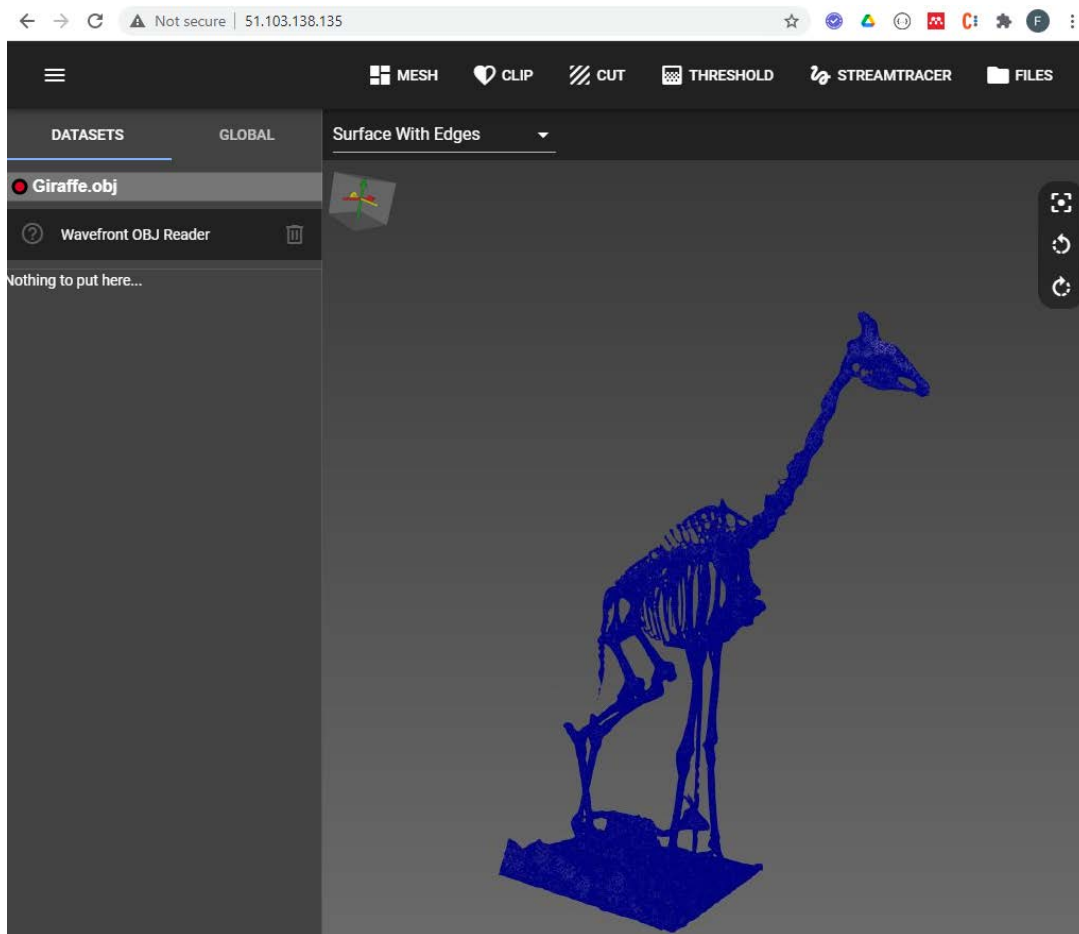 Not secure | 51.103.138.135
MESH CLIP CUT THRESHOLD STREAMTRACER FILES
DATASETS GLOBAL
Surface With Edges
Giraffe.obj
Wavefront OBJ Reader
Nothing to put here...
F